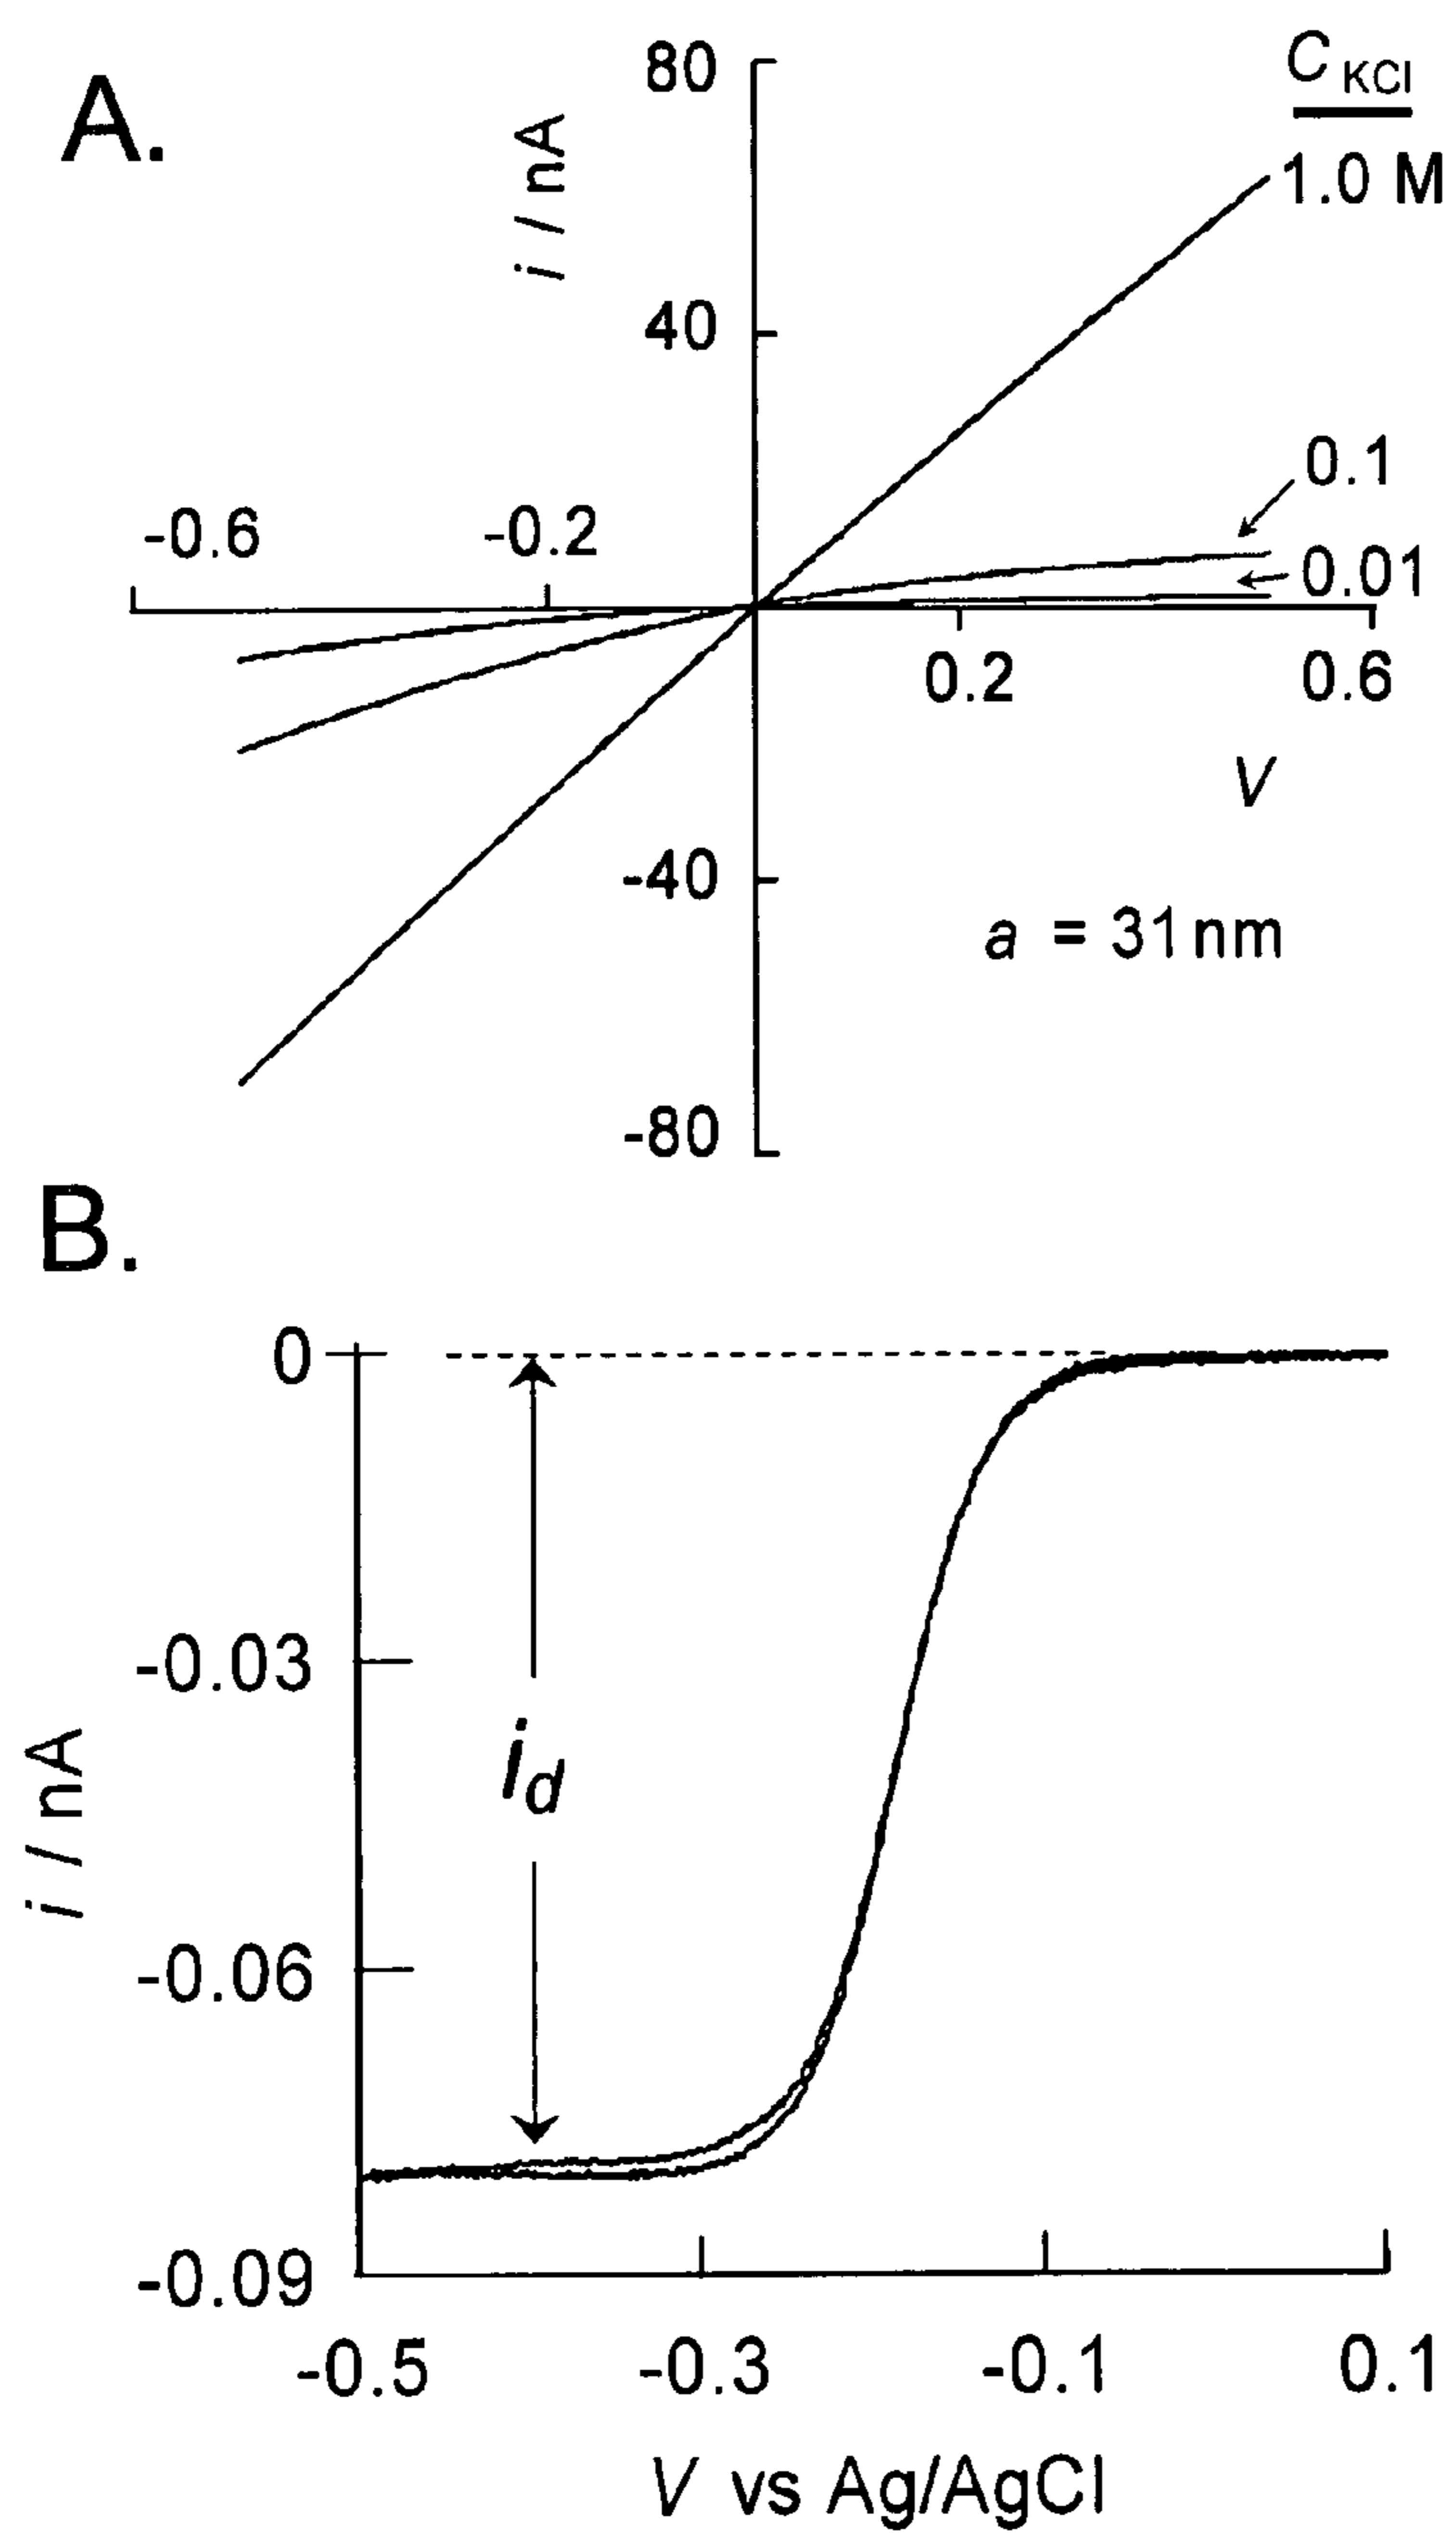 A.
i / nA
80
40
-40
-80
C KCl
1.0 M
0.1
0.01
-0.6
-0.2
0.2
0.6
V
a = 31 nm
B.
0
-0.03
-0.06
-0.09
i / nA
id
-0.5
-0.3
-0.1
0.1
V vs Ag/AgCl